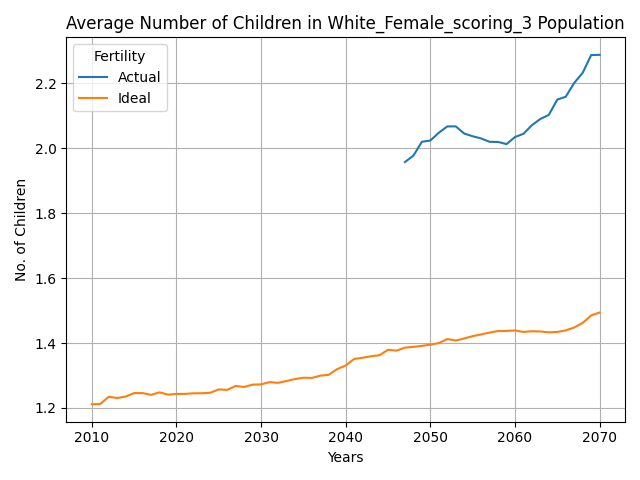 Average Number of Children in White_Female_scoring_3 Population
Fertility
Actual
Ideal
No. of Children
2.2
2.0
1.8
1.6
1.4
1.2
2010 2020 2030 2040 2050 2060 2070
Years